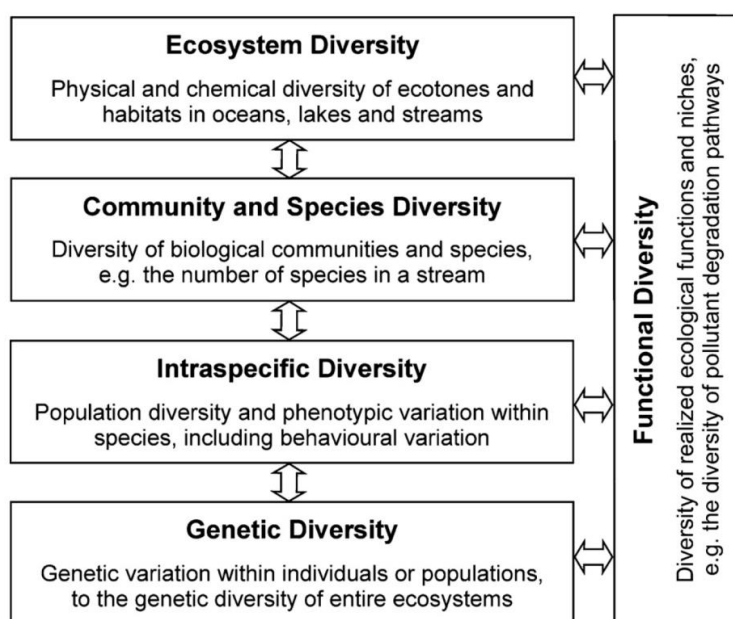 Ecosystem Diversity
Physical and chemical diversity of ecotones and
habitats in oceans, lakes and streams
Community and Species Diversity
Diversity of biological communities and species,
e.g. the number of species in a stream
Intraspecific Diversity
Population diversity and phenotypic variation within
species, including behavioural variation
Genetic Diversity
Genetic variation within individuals or populations,
to the genetic diversity of entire ecosystems
Functional Diversity
Diversity of realized ecological functions and niches,
e.g. the diversity of pollutant degradation pathways